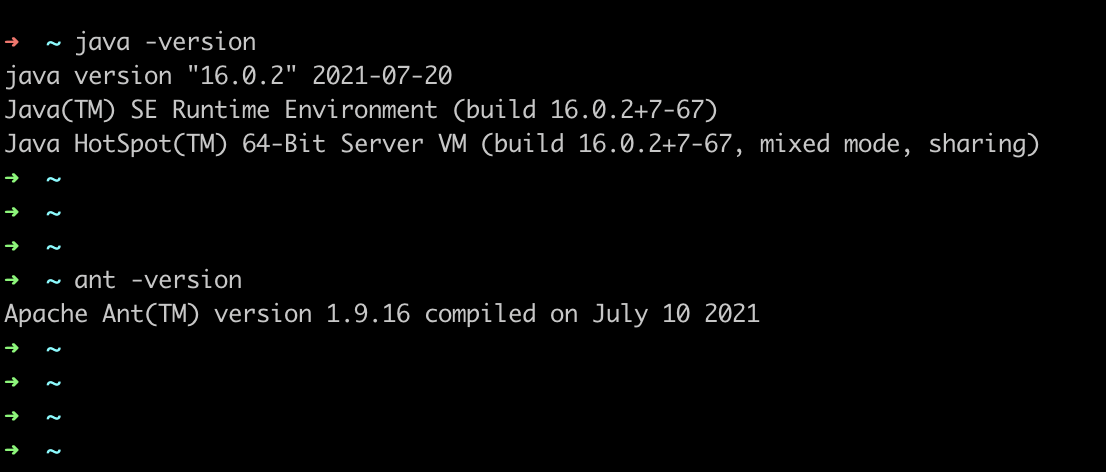 ➜ ~ java -version
java version "16.0.2" 2021-07-20
Java(TM) SE Runtime Environment (build 16.0.2+7-67)
Java HotSpot(TM) 64-Bit Server VM (build 16.0.2+7-67, mixed mode, sharing)
➜ ~
➜ ~
➜ ~
➜ ~ ant -version
Apache Ant(TM) version 1.9.16 compiled on July 10 2021
➜ ~
➜ ~
➜ ~
➜ ~